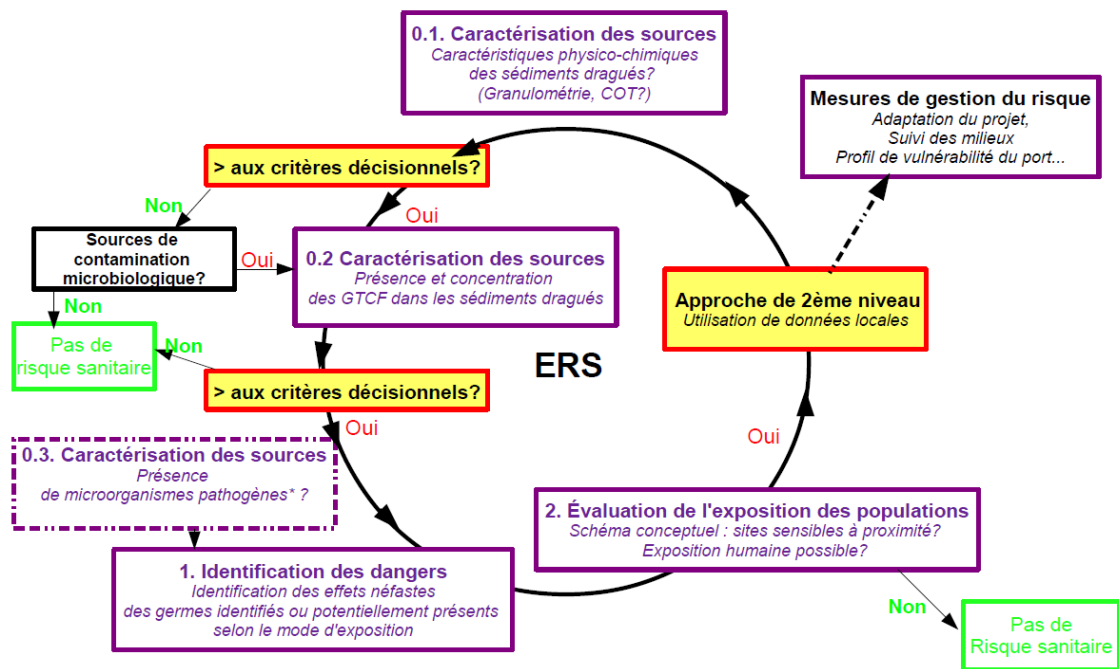 0.1. Caractérisation des sources
Caractéristiques physico-chimiques
des sédiments dragués?
(Granulométrie, COT?)
Mesures de gestion du risque
Adaptation du projet,
Suivi des milieux
Profil de vulnérabilité du port...
> aux critères décisionnels?
Non
Oui
Sources de
contamination
microbiologique?
Oui
0.2 Caractérisation des sources
Présence et concentration
des GTCF dans les sédiments dragués
Approche de 2ème niveau
Utilisation de données locales
Non
Pas de
risque sanitaire
Non
ERS
> aux critères décisionnels?
Oui
Oui
0.3. Caractérisation des sources
Présence
de microorganismes pathogènes* ?
2. Évaluation de l'exposition des populations
Schéma conceptuel : sites sensibles à proximité?
Exposition humaine possible?
1. Identification des dangers
Identification des effets néfastes
des germes identifiés ou potentiellement présents
selon le mode d'exposition
Non
Pas de
Risque sanitaire